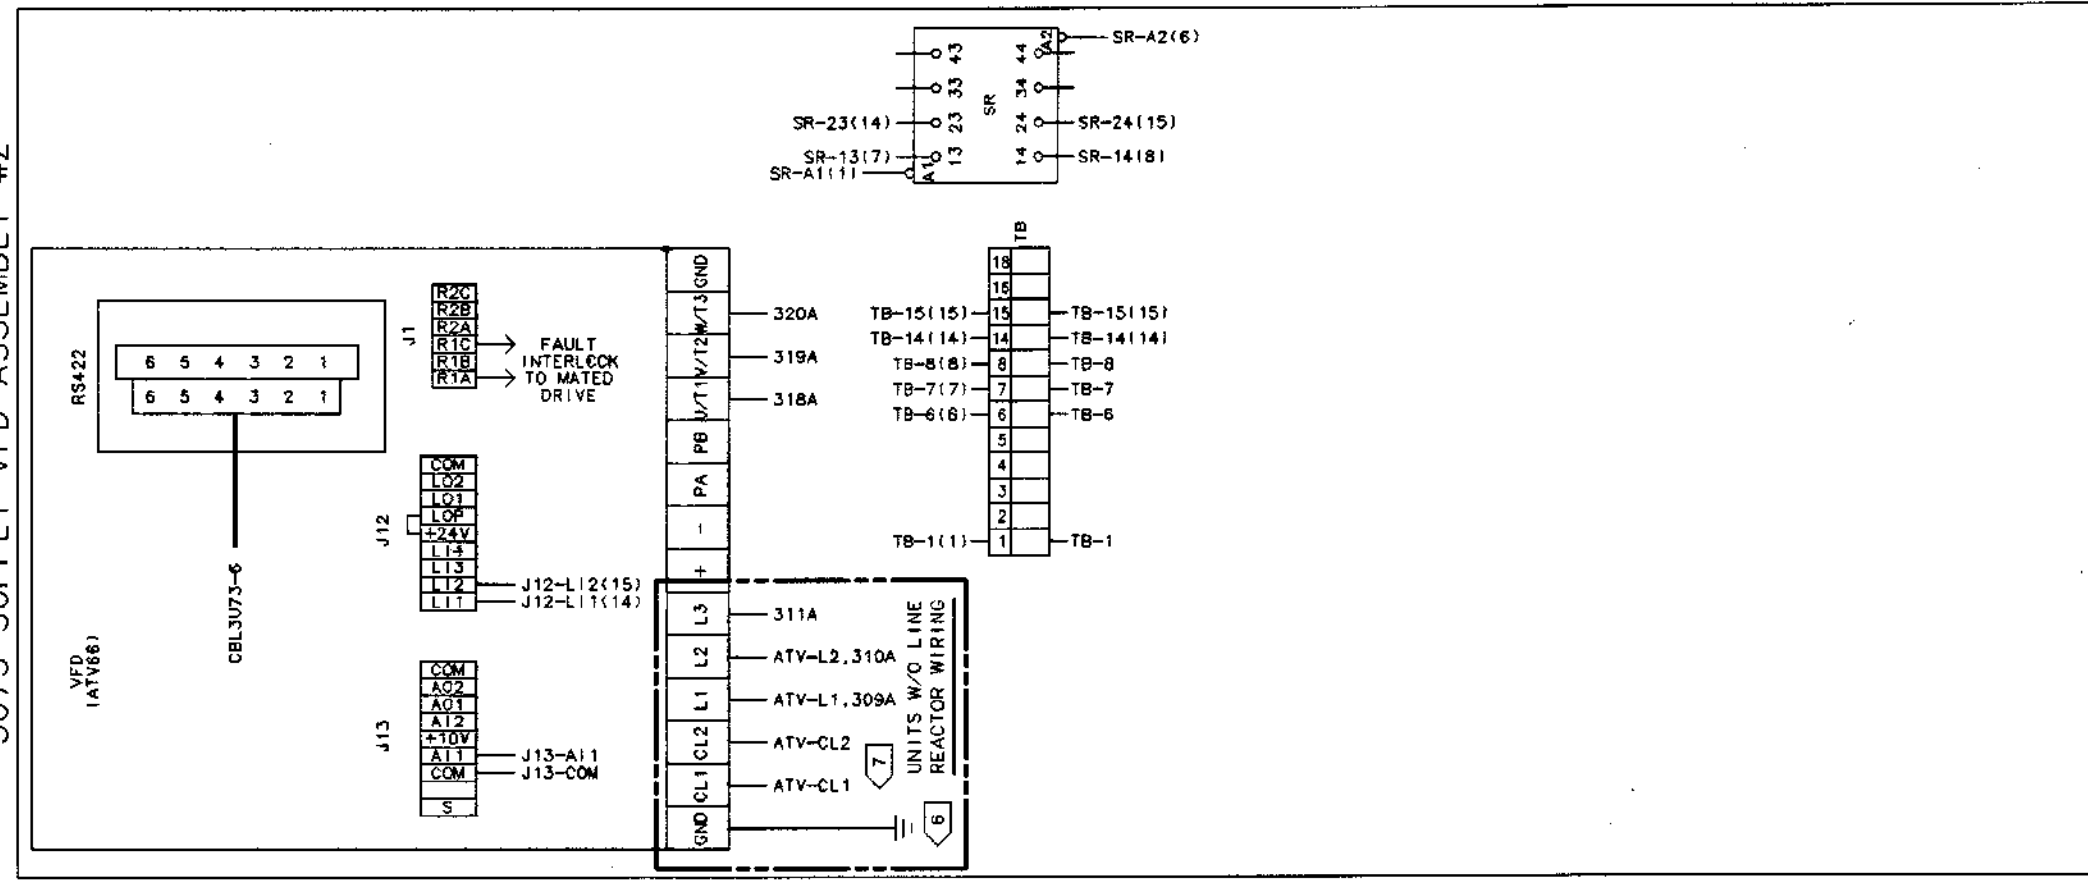 SR-A2(6)
A2
43
44
33
34
SR
SR-23(14)
23
24
SR-24(15)
SR-13(7)
13
14
SR-14(8)
SR-A1(1)
A1
TB
18
16
TB-15(15)
15
TB-15(15)
TB-14(14)
14
TB-14(14)
TB-8(8)
8
TB-8
TB-7(7)
7
TB-7
TB-6(6)
6
TB-6
5
4
3
2
TB-1(1)
1
TB-1
RS422
6 5 4 3 2 1
6 5 4 3 2 1
CBL3U73-6
VFD
(ATV66)
J1
R2C
R2B
R2A
R1C
R1B
R1A
FAULT
INTERLOCK
TO MATED
DRIVE
J12
COM
LO2
LO1
LOP
+24V
LI4
LI3
LI2
LI1
J12-LI2(15)
J12-LI1(14)
J13
COM
AO2
AO1
AI2
+10V
AI1
COM
S
J13-AI1
J13-COM
GND
W/T3
320A
V/T2
319A
U/T1
318A
PB
PA
-
+
L3
311A
L2
ATV-L2,310A
L1
ATV-L1,309A
CL2
ATV-CL2
CL1
ATV-CL1
GND
7
6
UNITS W/O LINE
REACTOR WIRING